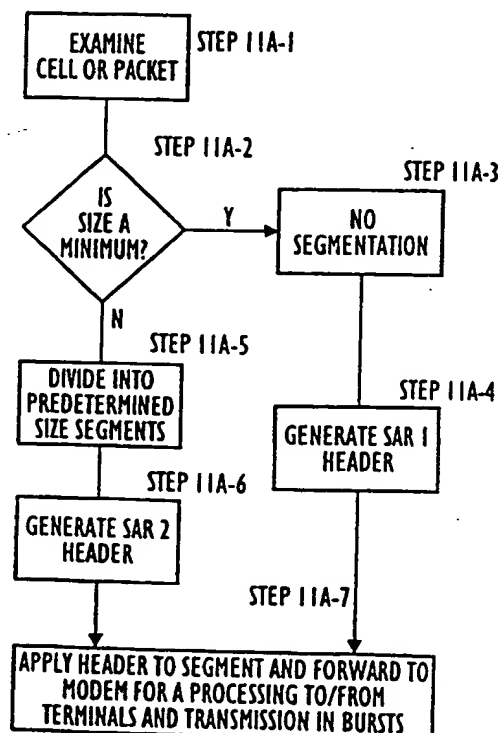 EXAMINE
CELL OR PACKET
STEP 11A-1
STEP 11A-2
IS
SIZE A
MINIMUM?
Y
N
STEP 11A-3
NO
SEGMENTATION
STEP 11A-5
DIVIDE INTO
PREDETERMINED
SIZE SEGMENTS
STEP 11A-4
GENERATE SAR 1
HEADER
STEP 11A-6
GENERATE SAR 2
HEADER
STEP 11A-7
APPLY HEADER TO SEGMENT AND FORWARD TO
MODEM FOR A PROCESSING TO/FROM
TERMINALS AND TRANSMISSION IN BURSTS